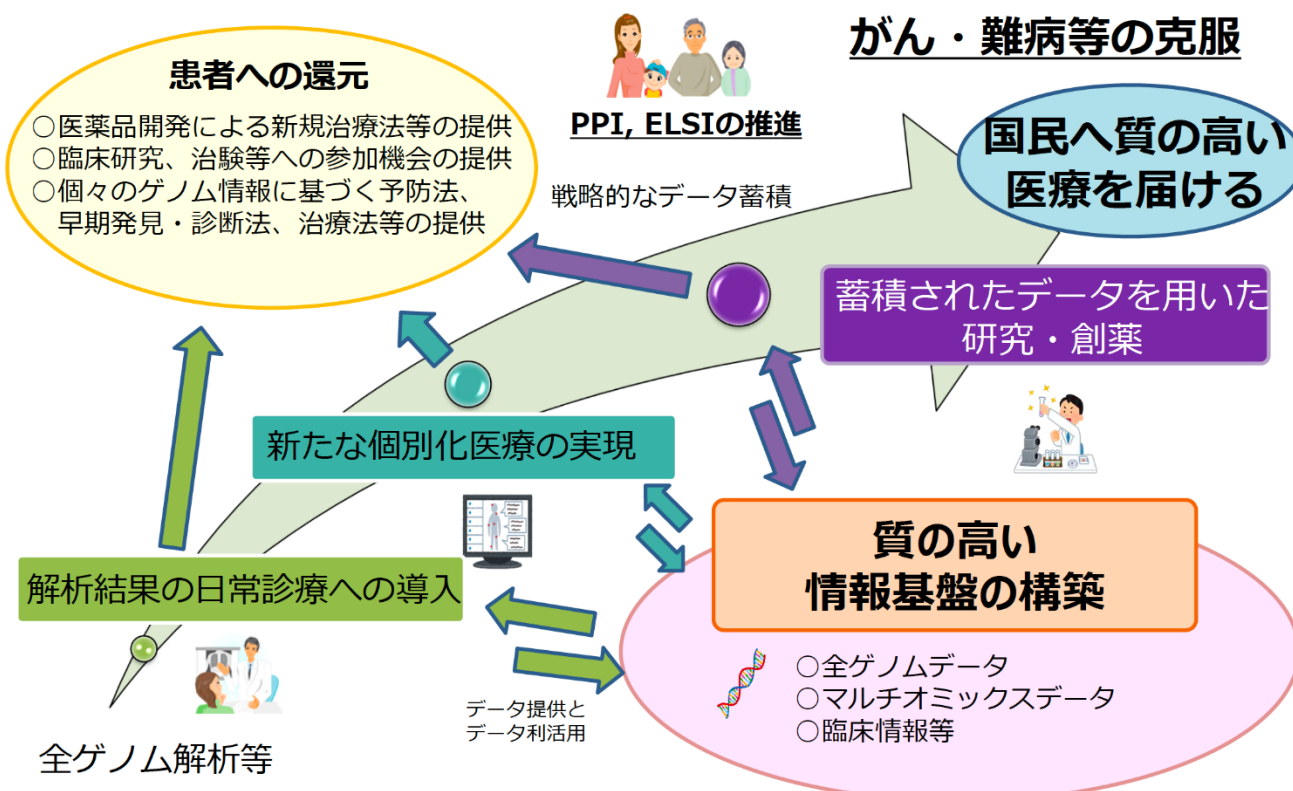 がん・難病等の克服
患者への還元
○医薬品開発による新規治療法等の提供
○臨床研究、治験等への参加機会の提供
○個々のゲノム情報に基づく予防法、
早期発見・診断法、治療法等の提供
PPI, ELSIの推進
戦略的なデータ蓄積
国民へ質の高い
医療を届ける
蓄積されたデータを用いた
研究・創薬
新たな個別化医療の実現
解析結果の日常診療への導入
質の高い
情報基盤の構築
○全ゲノムデータ
○マルチオミックスデータ
○臨床情報等
データ提供と
データ利活用
全ゲノム解析等